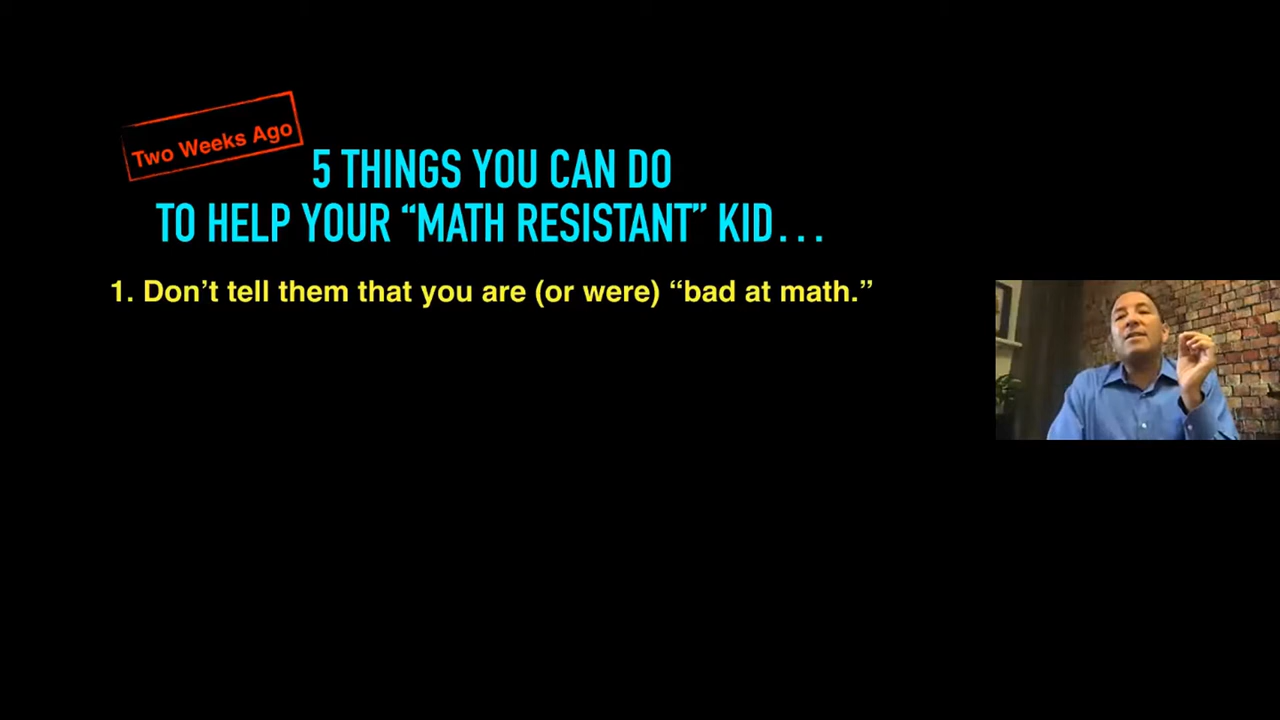 Two Weeks Ago
5 THINGS YOU CAN DO
TO HELP YOUR “MATH RESISTANT” KID...
1. Don’t tell them that you are (or were) “bad at math.”